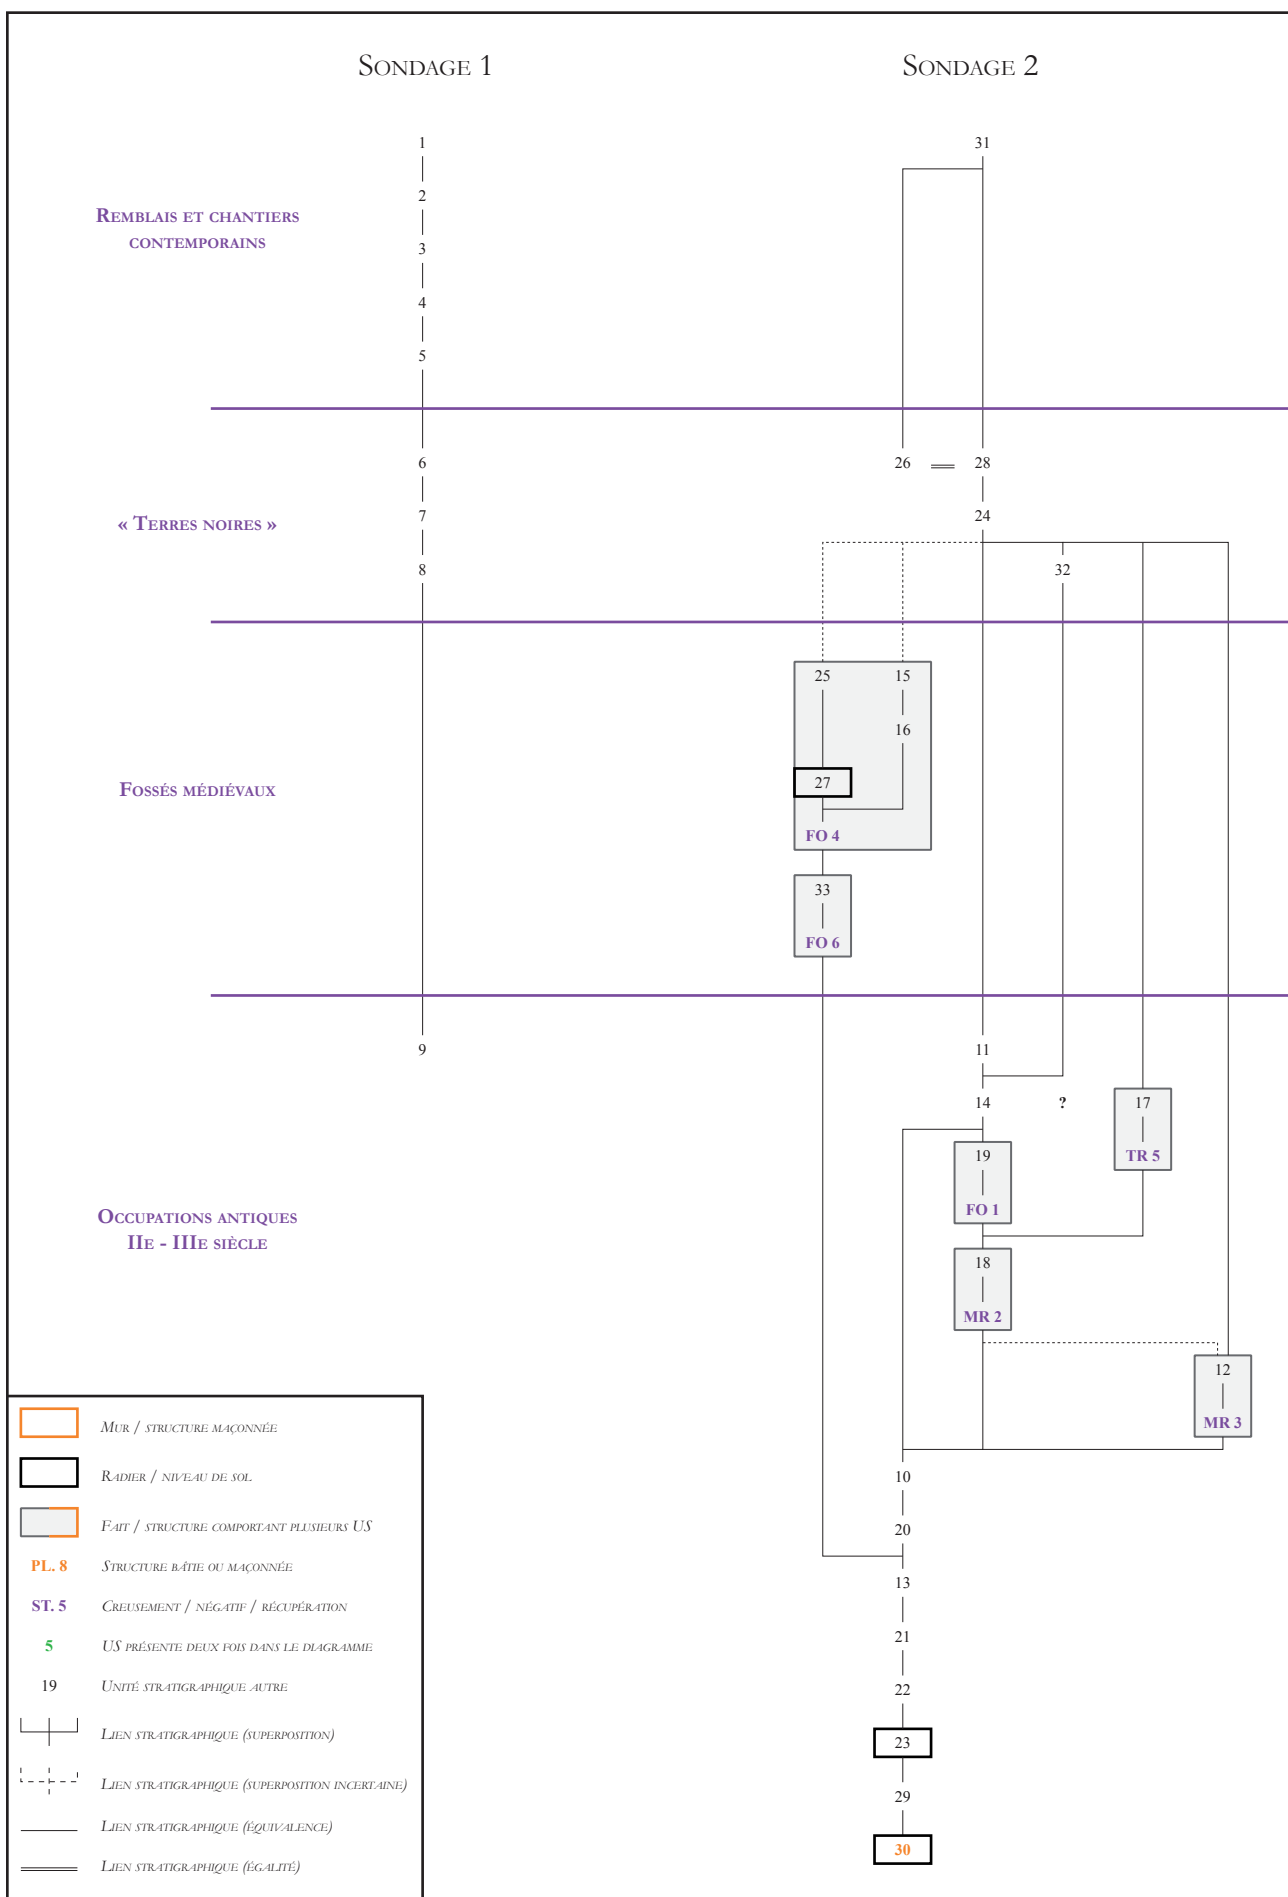 Sondage 1
Sondage 2
1
31
2
Remblais et chantiers
contemporains
3
4
5
6
26
28
7
24
« Terres noires »
8
32
25
15
16
27
Fossés médiévaux
FO 4
33
FO 6
9
11
14
?
17
19
TR 5
FO 1
Occupations antiques
IIe - IIIe siècle
18
MR 2
12
MR 3
10
20
13
21
22
23
29
30
Mur / structure maçonnée
Radier / niveau de sol
Fait / structure comportant plusieurs US
PL. 8 Structure bâtie ou maçonnée
ST. 5 Creusement / négatif / récupération
5 US présente deux fois dans le diagramme
19 Unité stratigraphique autre
Lien stratigraphique (superposition)
Lien stratigraphique (superposition incertaine)
Lien stratigraphique (équivalence)
Lien stratigraphique (égalité)